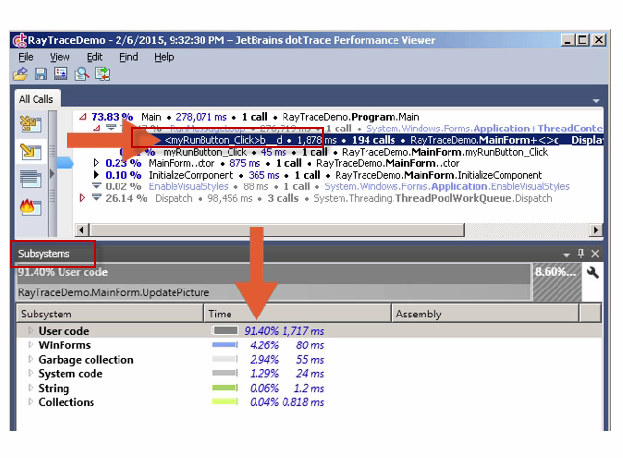 RayTraceDemo - 2/6/2015, 9:32:30 PM – JetBrains dotTrace Performance Viewer
File View Edit Find Help
All Calls
73.83 % Main • 278,071 ms • 1 call • RayTraceDemo.Program.Main
% RunMessageLoop • 276,719 ms • 1 call • System.Windows.Forms.Application+ThreadConte
<myRunButton_Click>b__d • 1,878 ms • 194 calls • RayTraceDemo.MainForm+<>c Displa
% myRunButton_Click • 45 ms • 1 call • RayTraceDemo.MainForm.myRunButton_Click
0.23 % MainForm..ctor • 875 ms • 1 call • RayTraceDemo.MainForm..ctor
0.10 % InitializeComponent • 365 ms • 1 call • RayTraceDemo.MainForm.InitializeComponent
0.02 % EnableVisualStyles • 88 ms • 1 call • System.Windows.Forms.Application.EnableVisualStyles
26.14 % Dispatch • 98,456 ms • 3 calls • System.Threading.ThreadPoolWorkQueue.Dispatch
Subsystems
91.40% User code 8.60%...
RayTraceDemo.MainForm.UpdatePicture
Subsystem Time Assembly
User code 91.40% 1,717 ms
WinForms 4.26% 80 ms
Garbage collection 2.94% 55 ms
System code 1.29% 24 ms
String 0.06% 1.2 ms
Collections 0.04% 0.818 ms